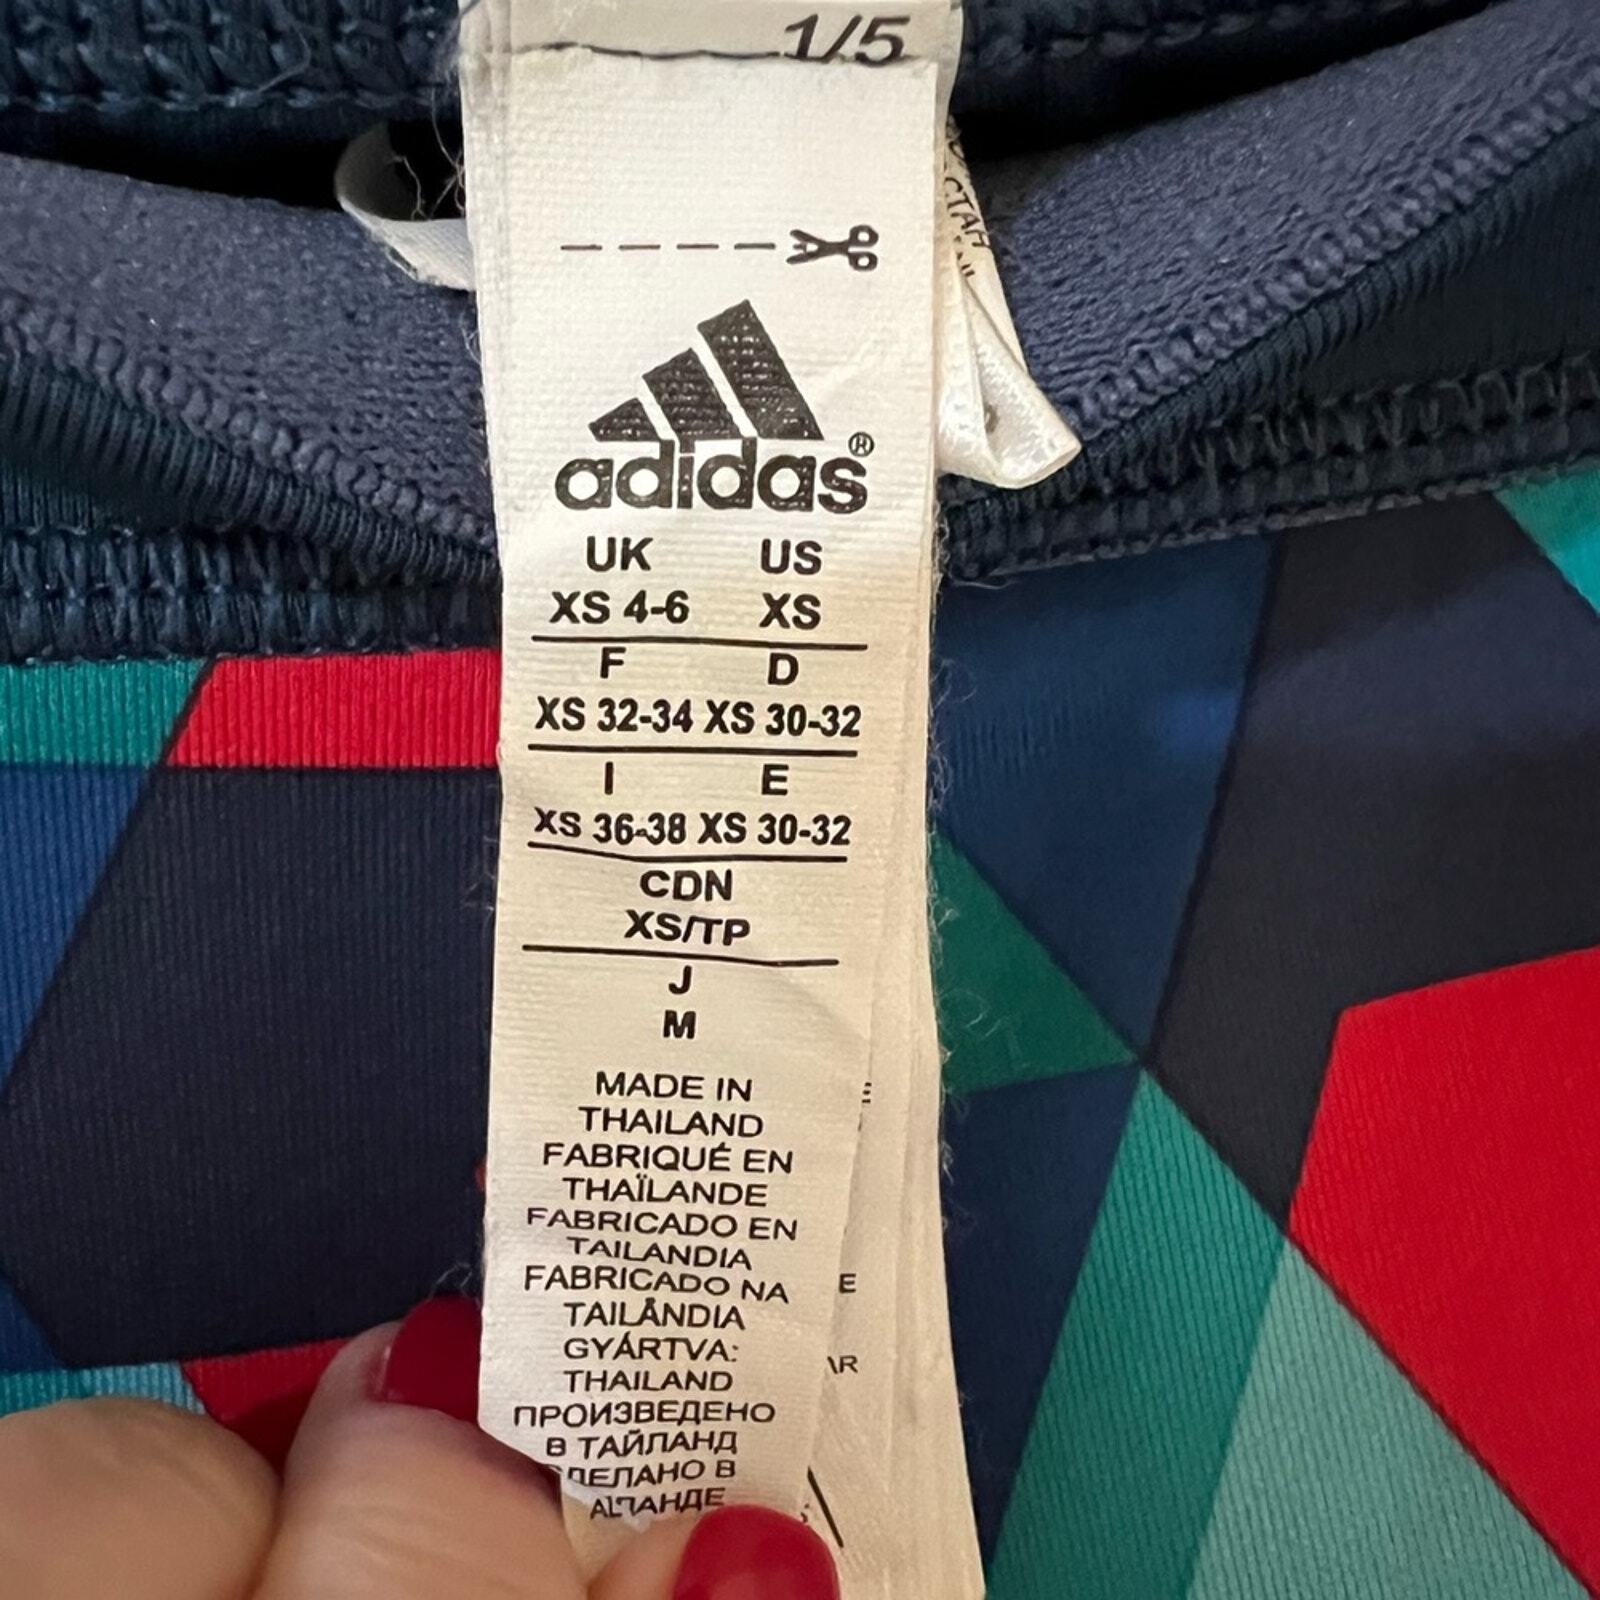 1/5
adidas®
UK US
XS 4-6 XS
F D
XS 32-34 XS 30-32
I E
XS 36-38 XS 30-32
CDN
XS/TP
J
M
MADE IN
THAILAND
FABRIQUÉ EN
THAÏLANDE
FABRICADO EN
TAILANDIA
FABRICADO NA
TAILÂNDIA
GYÁRTVA:
THAILAND
ПРОИЗВЕДЕНО
В ТАЙЛАНД
В